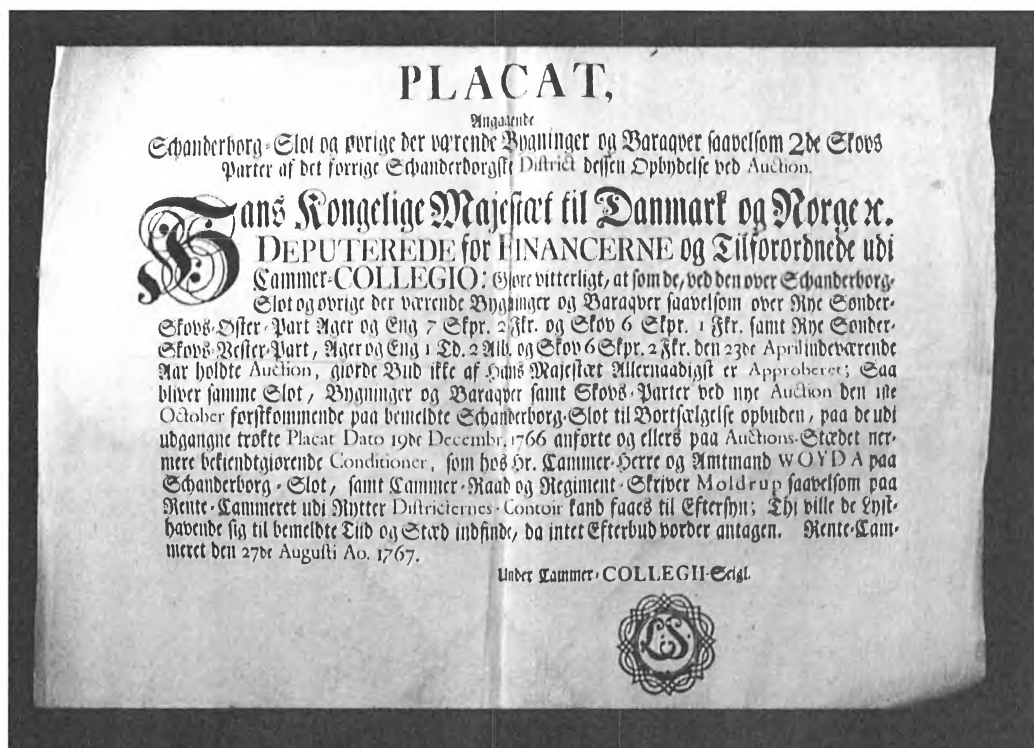 PLACAT,
Angaaende
Schanderborg-Slot og øvrige der værende Bygninger og Baraqver saavelsom 2de Skovs
Parter af det forrige Schanderborgske District dessen Opbydelse ved Auction.
Hans Kongelige Majestæt til Danmark og Norge ꝛc.
DEPUTEREDE for FINANCERNE og Tilforordnede udi
Cammer-COLLEGIO: Giøre vitterligt, at som de, ved den over Schanderborg-
Slot og øvrige der værende Bygninger og Baraqver saavelsom over Rye Sønder-
Skovs-Øster-Part Ager og Eng 7 Skpr. 2 Fkr. og Skov 6 Skpr. 1 Fkr. samt Rye Sønder-
Skovs-Vester-Part, Ager og Eng 1 Td. 2 Alb. og Skov 6 Skpr. 2 Fkr. den 23de April indeværende
Aar holdte Auction, giorde Bud ikke af Hans Majestæt Allernaadigst er Approberet; Saa
bliver samme Slot, Bygninger og Baraqver samt Skovs-Parter ved nye Auction den 1ste
October førstkommende paa bemeldte Schanderborg-Slot til Bortsælgelse opbuden, paa de udi
udgangne trøkte Placat Dato 19de Decembr. 1766 anførte og ellers paa Auctions-Stædet ner-
mere bekiendtgiørende Conditioner, som hos Hr. Cammer-Herre og Amtmand WOYDA paa
Schanderborg-Slot, samt Cammer-Raad og Regiment-Skriver Moldrup saavelsom paa
Rente-Cammeret udi Rytter Districternes-Contoir kand faaes til Eftersyn; Thi ville de Lyst-
havende sig til bemeldte Tiid og Stæd indfinde, da intet Efterbud vorder antagen. Rente-Cam-
meret den 27de Augusti Ao. 1767.
Under Cammer-COLLEGII-Seigl.
L S